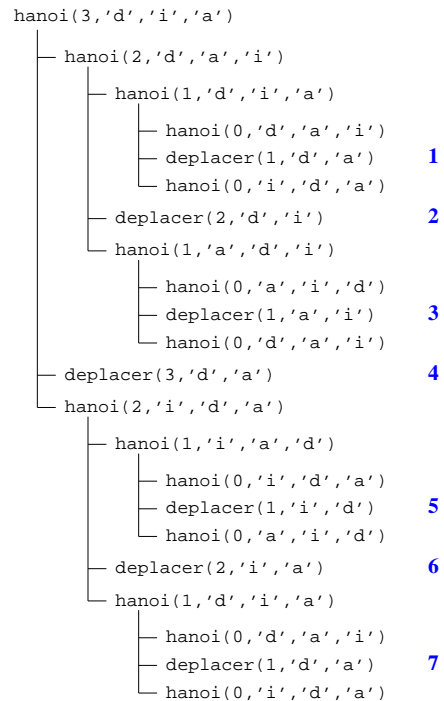 hanoi(3,'d','i','a')
hanoi(2,'d','a','i')
hanoi(1,'d','i','a')
hanoi(0,'d','a','i')
deplacer(1,'d','a') 1
hanoi(0,'i','d','a')
deplacer(2,'d','i') 2
hanoi(1,'a','d','i')
hanoi(0,'a','i','d')
deplacer(1,'a','i') 3
hanoi(0,'d','a','i')
deplacer(3,'d','a') 4
hanoi(2,'i','d','a')
hanoi(1,'i','a','d')
hanoi(0,'i','d','a')
deplacer(1,'i','d') 5
hanoi(0,'a','i','d')
deplacer(2,'i','a') 6
hanoi(1,'d','i','a')
hanoi(0,'d','a','i')
deplacer(1,'d','a') 7
hanoi(0,'i','d','a')